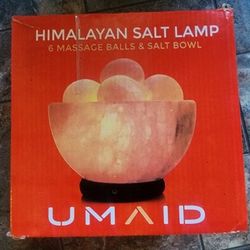 HIMALAYAN SALT LAMP
6 MASSAGE BALLS & SALT BOWL
UMAID